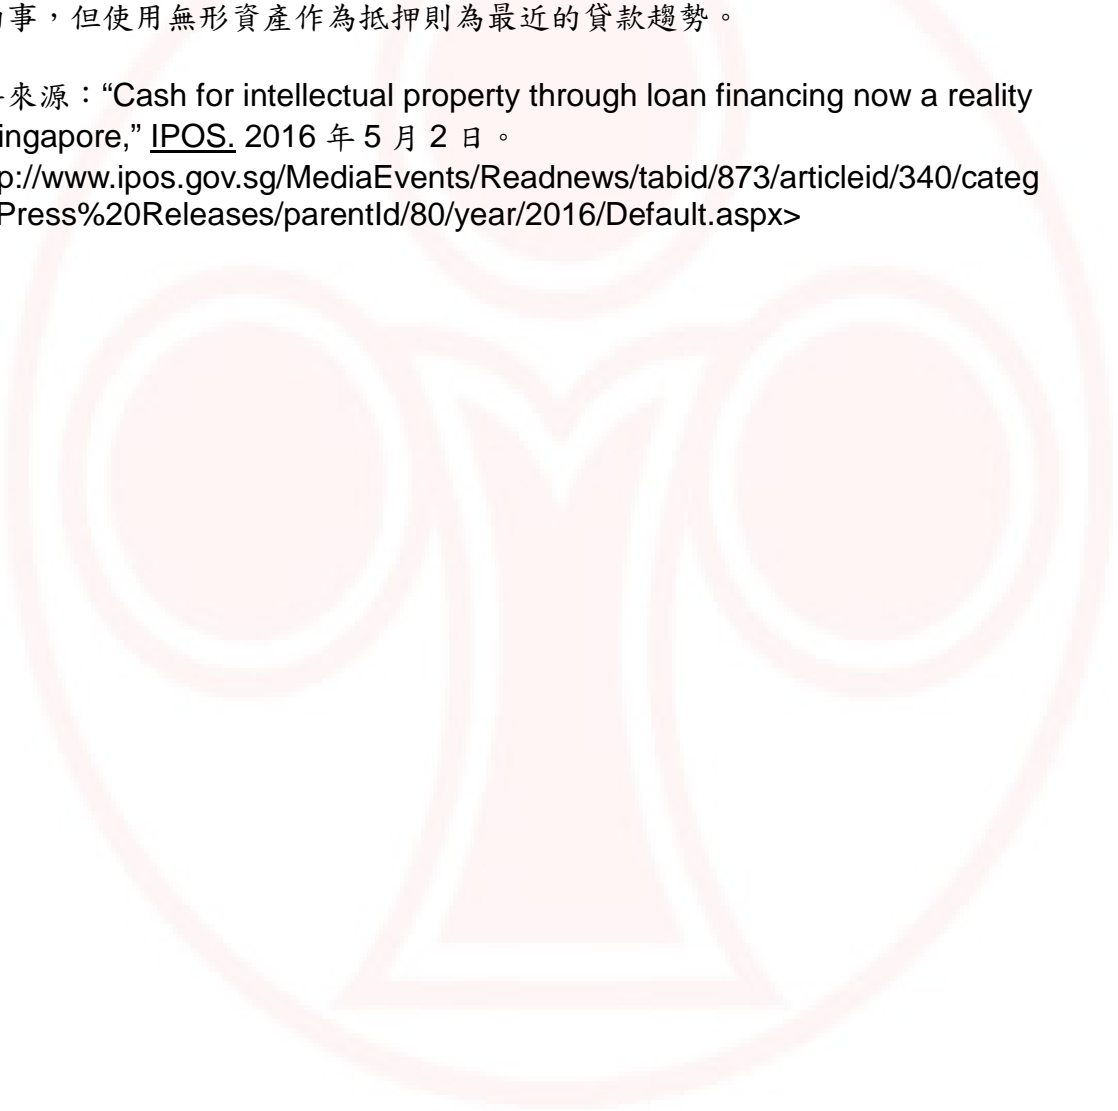 事，但使用無形資產作為抵押則為最近的貸款趨勢。
來源：“Cash for intellectual property through loan financing now a reality
ingapore,” IPOS. 2016 年 5 月 2 日。
p://www.ipos.gov.sg/MediaEvents/Readnews/tabid/873/articleid/340/categ
Press%20Releases/parentId/80/year/2016/Default.aspx>